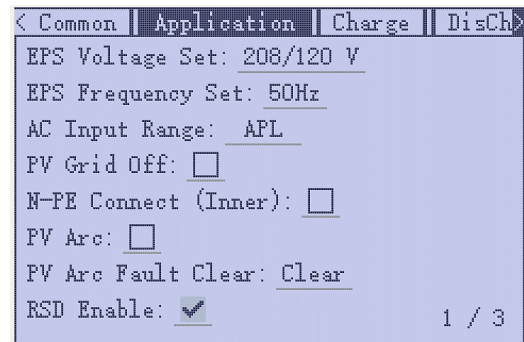 < Common Application Charge DisCh>
EPS Voltage Set: 208/120 V
EPS Frequency Set: 50Hz
AC Input Range: APL
PV Grid Off:
N-PE Connect (Inner):
PV Arc:
PV Arc Fault Clear: Clear
RSD Enable: ✔
1 / 3